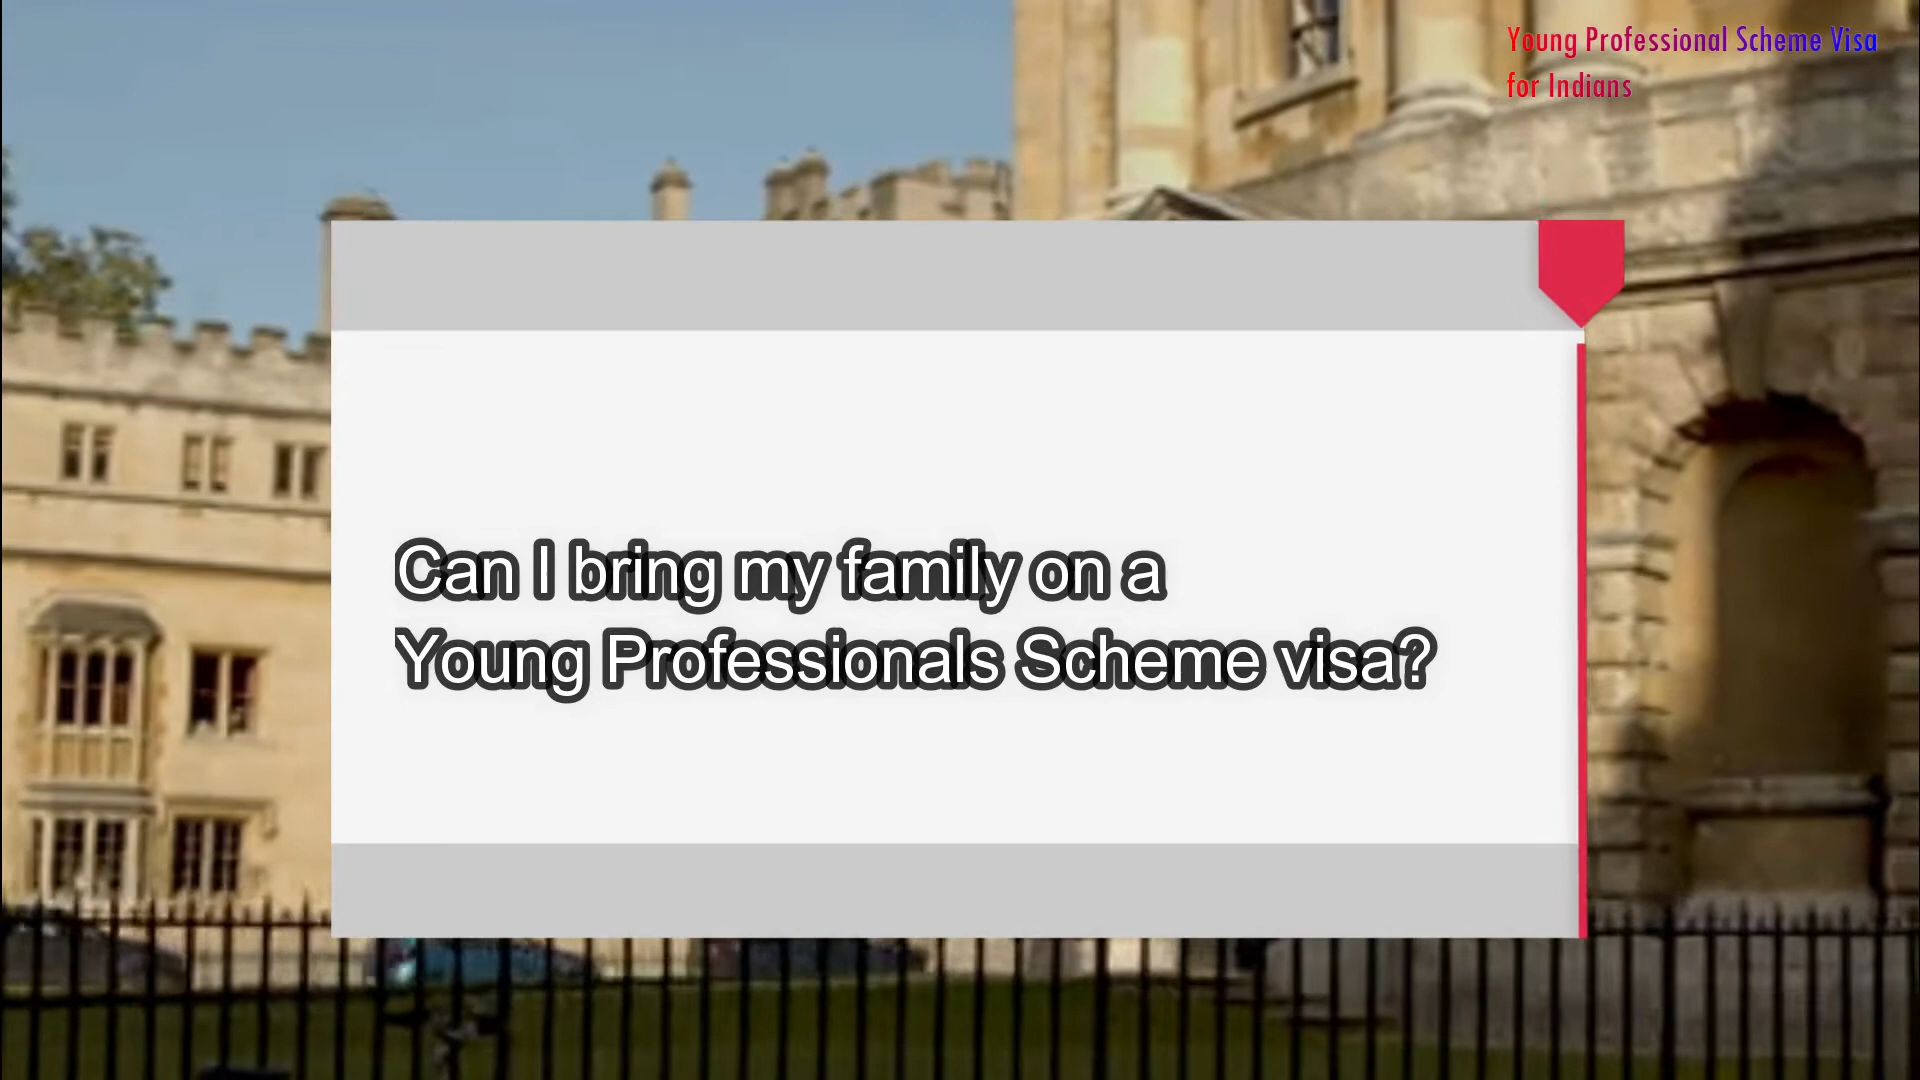 Young Professional Scheme Visa
for Indians
Can I bring my family on a
Young Professionals Scheme visa?